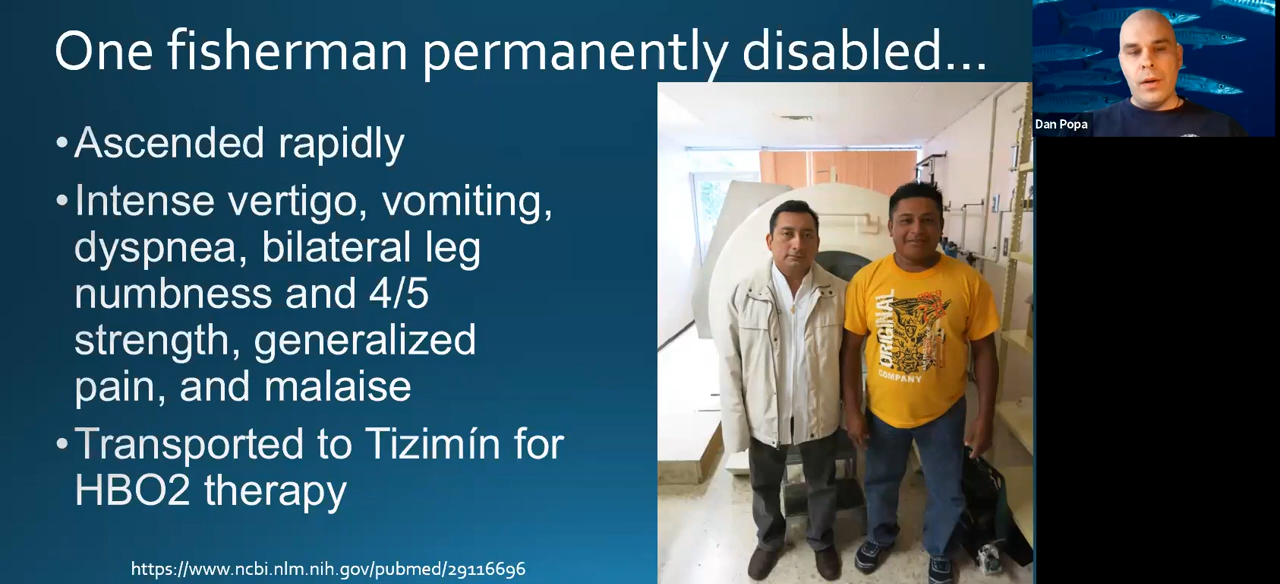 One fisherman permanently disabled...
•Ascended rapidly
•Intense vertigo, vomiting,
dyspnea, bilateral leg
numbness and 4/5
strength, generalized
pain, and malaise
•Transported to Tizimín for
HBO2 therapy
https://www.ncbi.nlm.nih.gov/pubmed/29116696
ORIGINAL
COMPANY
Dan Popa